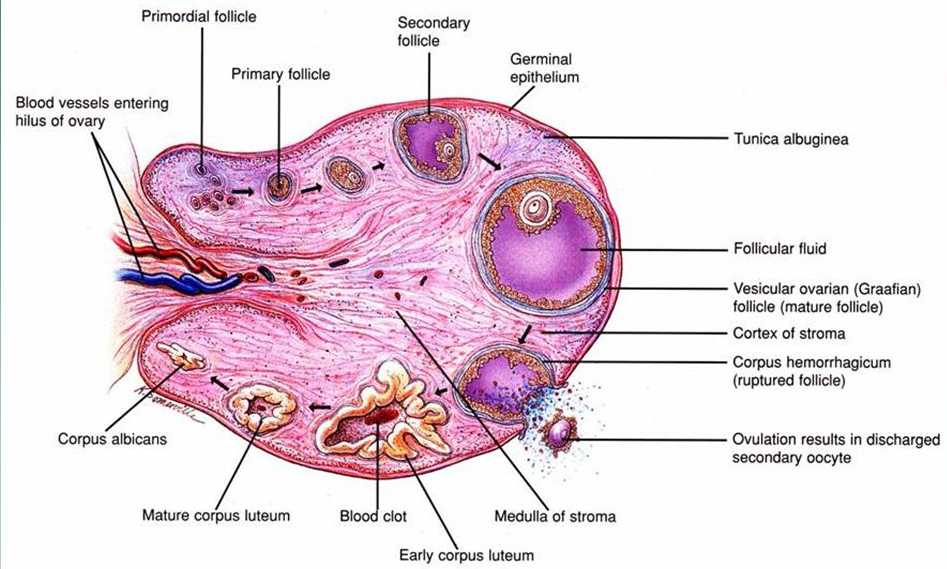 Primordial follicle
Secondary
follicle
Germinal
epithelium
Primary follicle
Blood vessels entering
hilus of ovary
Tunica albuginea
Follicular fluid
Vesicular ovarian (Graafian)
follicle (mature follicle)
Cortex of stroma
Corpus hemorrhagicum
(ruptured follicle)
Corpus albicans
Ovulation results in discharged
secondary oocyte
Mature corpus luteum
Blood clot
Medulla of stroma
Early corpus luteum